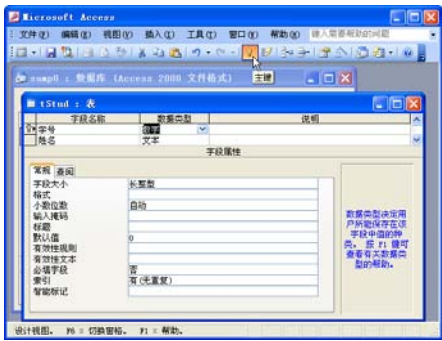 Microsoft Access
文件(F) 编辑(E) 视图(V) 插入(I) 工具(T) 窗口(W) 帮助(H) 键入需要帮助的问题
samp0 : 数据库 (Access 2000 文件格式)
主键
tStud : 表
字段名称 数据类型 说明
学号 数字
姓名 文本
字段属性
常规 查阅
字段大小 长整型
格式
小数位数 自动
输入掩码
标题
默认值 0
有效性规则
有效性文本
必填字段 否
索引 有(无重复)
智能标记
数据类型决定用
户所能保存在该
字段中值的种
类。 按 F1 键可
查看有关数据类
型的帮助。
设计视图。 F6 = 切换窗格。 F1 = 帮助。